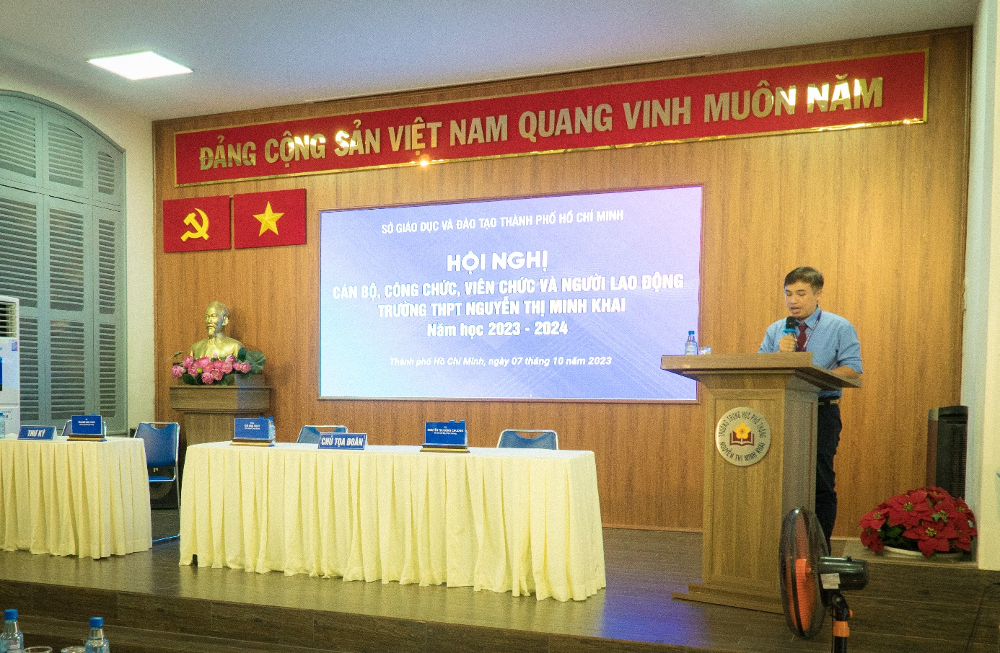 ĐẢNG CỘNG SẢN VIỆT NAM QUANG VINH MUÔN NĂM
SỞ GIÁO DỤC VÀ ĐÀO TẠO THÀNH PHỐ HỒ CHÍ MINH
HỘI NGHỊ
CÁN BỘ, CÔNG CHỨC, VIÊN CHỨC VÀ NGƯỜI LAO ĐỘNG
TRƯỜNG THPT NGUYỄN THỊ MINH KHAI
Năm học 2023 - 2024
Thành phố Hồ Chí Minh, ngày 07 tháng 10 năm 2023
TRƯỜNG TRUNG HỌC PHỔ THÔNG
NGUYỄN THỊ MINH KHAI
THƯ KÝ
CHỦ TỌA ĐOÀN